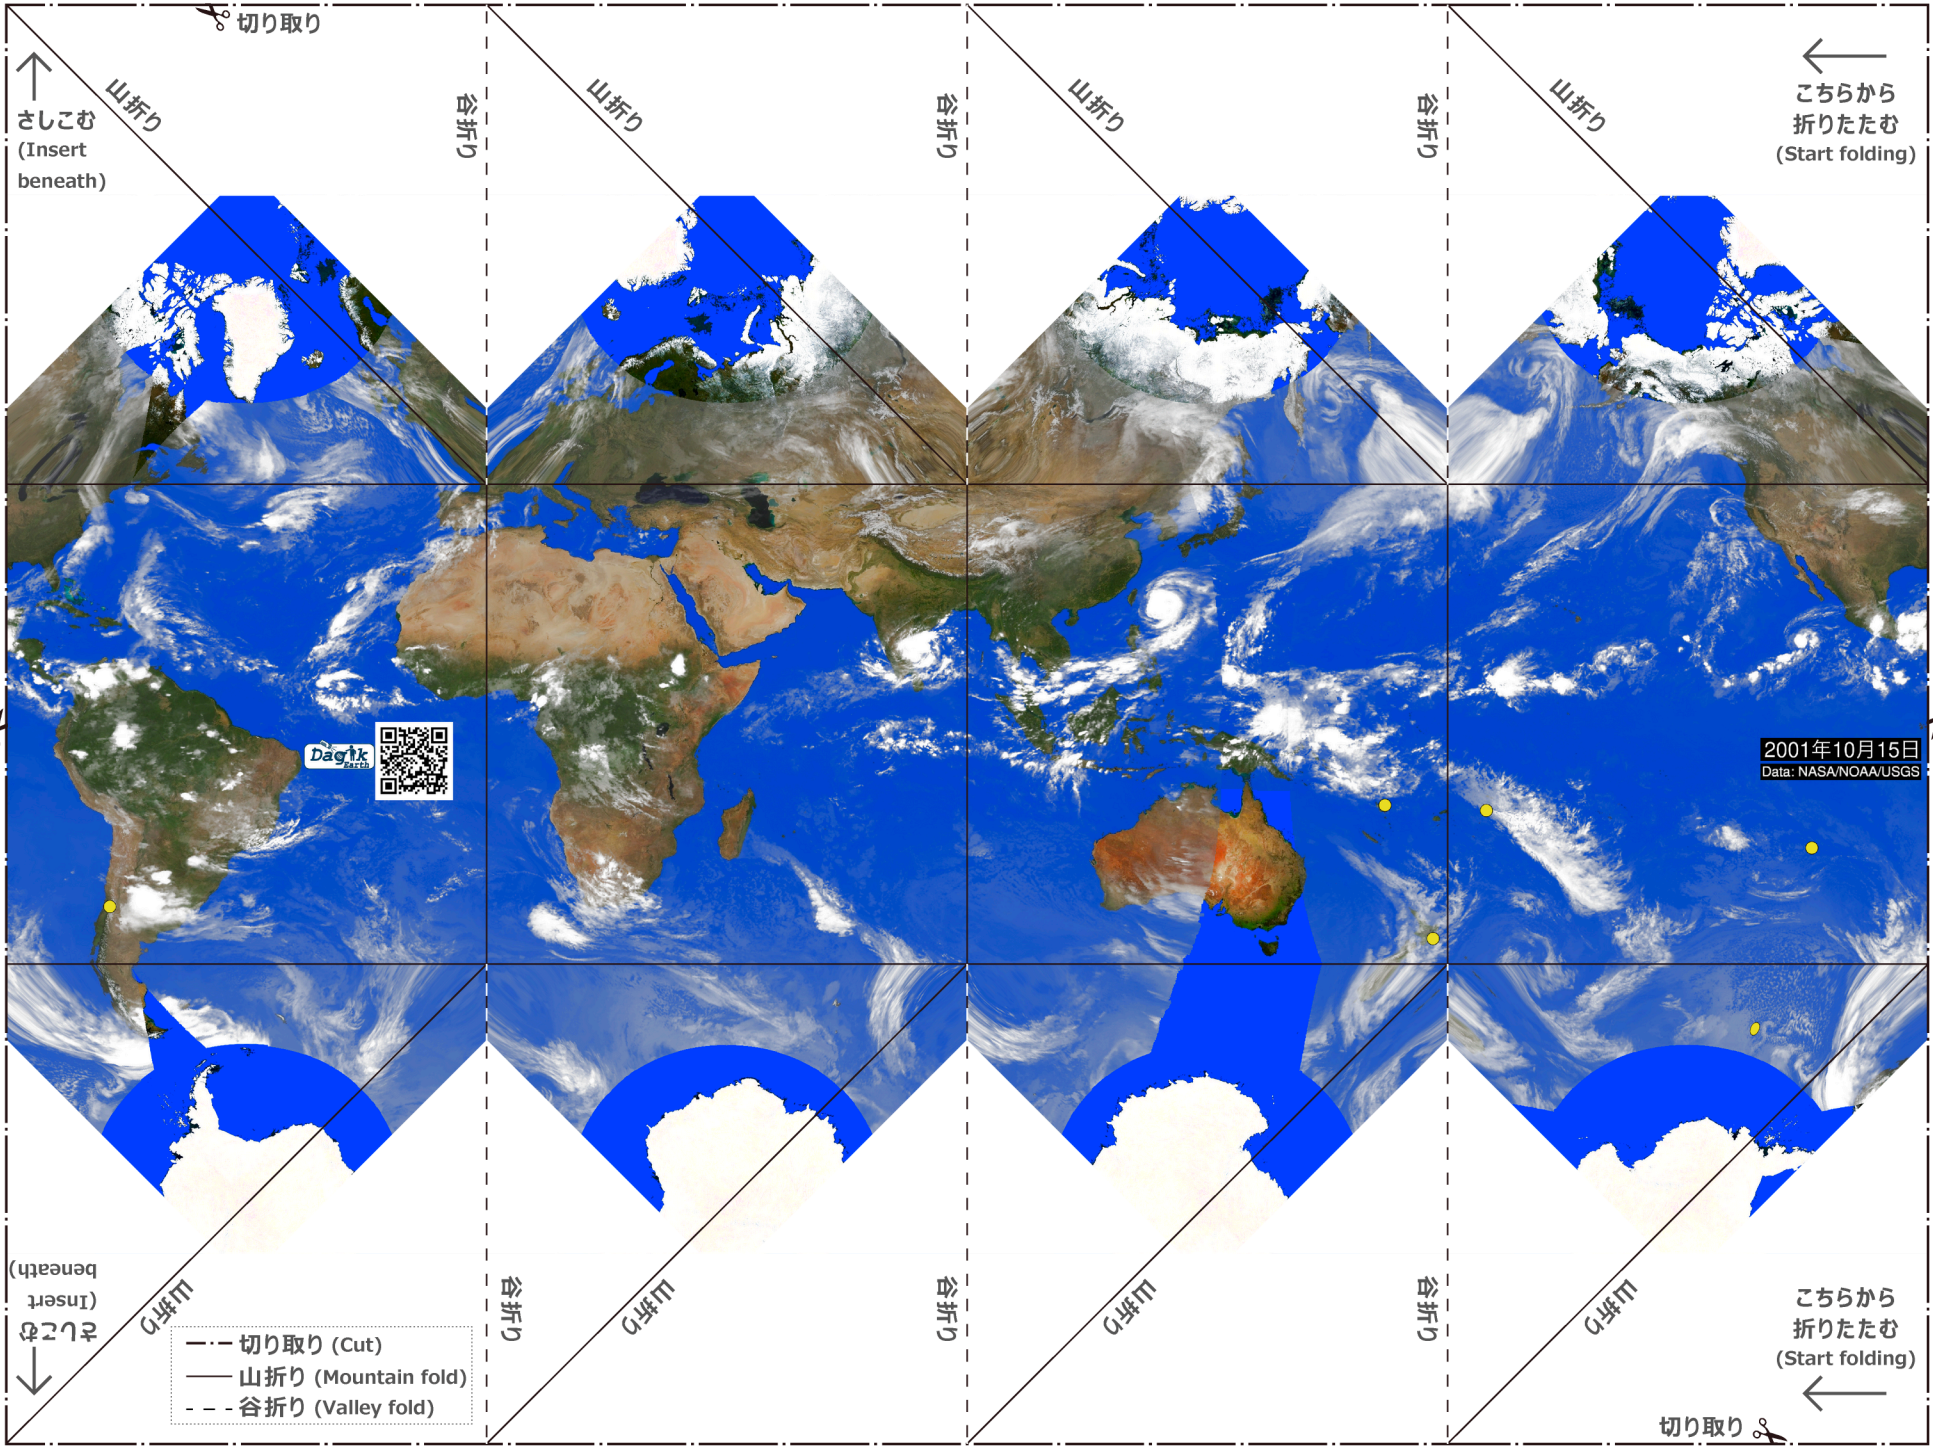 切り取り
山折り
谷折り
山折り
谷折り
山折り
谷折り
山折り
さしこむ
(Insert
beneath)
こちらから
折りたたむ
(Start folding)
Dagik
Earth
2001年10月15日
Data: NASA/NOAA/USGS
さしこむ
(Insert
beneath)
山折り
谷折り
山折り
谷折り
山折り
谷折り
山折り
こちらから
折りたたむ
(Start folding)
切り取り (Cut)
山折り (Mountain fold)
谷折り (Valley fold)
切り取り